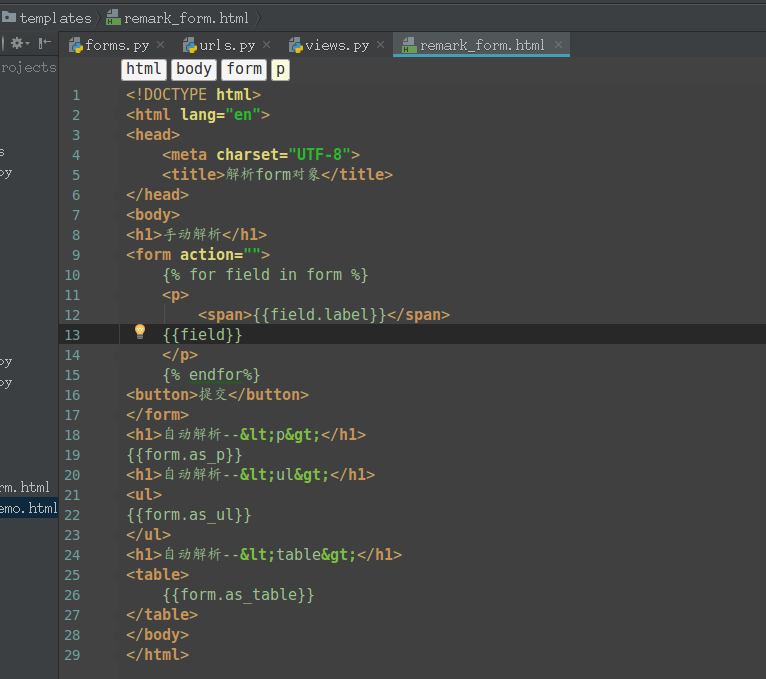 templates remark_form.html
forms.py urls.py views.py remark_form.html
rojects
html body form p
1 <!DOCTYPE html>
2 <html lang="en">
3 <head>
s
4 <meta charset="UTF-8">
py
5 <title>解析form对象</title>
6 </head>
7 <body>
8 <h1>手动解析</h1>
9 <form action="">
10 {% for field in form %}
11 <p>
12 <span>{{field.label}}</span>
13 {{field}}
14 </p>
py
15 {% endfor%}
py
16 <button>提交</button>
17 </form>
18 <h1>自动解析--&lt;p&gt;</h1>
19 {{form.as_p}}
20 <h1>自动解析--&lt;ul&gt;</h1>
rm.html
21 <ul>
emo.html
22 {{form.as_ul}}
23 </ul>
24 <h1>自动解析--&lt;table&gt;</h1>
25 <table>
26 {{form.as_table}}
27 </table>
28 </body>
29 </html>